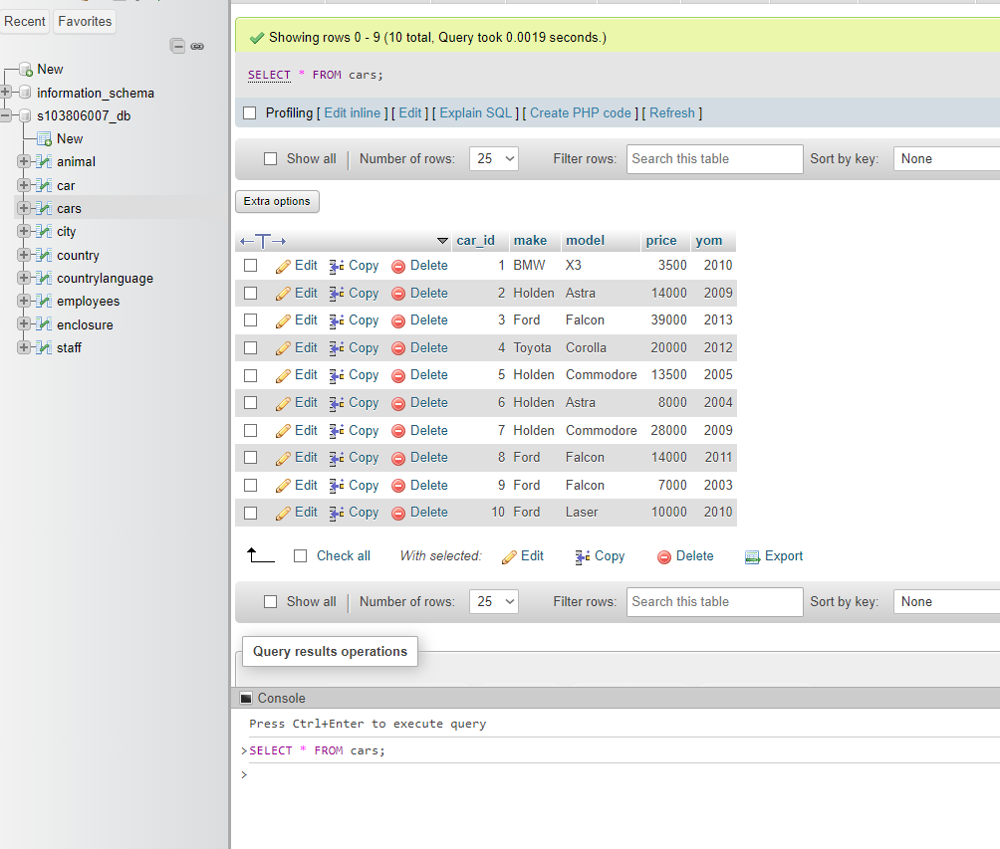 Recent Favorites
New
information_schema
s103806007_db
New
animal
car
cars
city
country
countrylanguage
employees
enclosure
staff
Showing rows 0 - 9 (10 total, Query took 0.0019 seconds.)
SELECT * FROM cars;
Profiling [ Edit inline ] [ Edit ] [ Explain SQL ] [ Create PHP code ] [ Refresh ]
Show all Number of rows: 25 Filter rows: Search this table Sort by key: None
Extra options
car_id make model price yom
Edit Copy Delete 1 BMW X3 3500 2010
Edit Copy Delete 2 Holden Astra 14000 2009
Edit Copy Delete 3 Ford Falcon 39000 2013
Edit Copy Delete 4 Toyota Corolla 20000 2012
Edit Copy Delete 5 Holden Commodore 13500 2005
Edit Copy Delete 6 Holden Astra 8000 2004
Edit Copy Delete 7 Holden Commodore 28000 2009
Edit Copy Delete 8 Ford Falcon 14000 2011
Edit Copy Delete 9 Ford Falcon 7000 2003
Edit Copy Delete 10 Ford Laser 10000 2010
Check all With selected: Edit Copy Delete Export
Show all Number of rows: 25 Filter rows: Search this table Sort by key: None
Query results operations
Console
Press Ctrl+Enter to execute query
>SELECT * FROM cars;
>